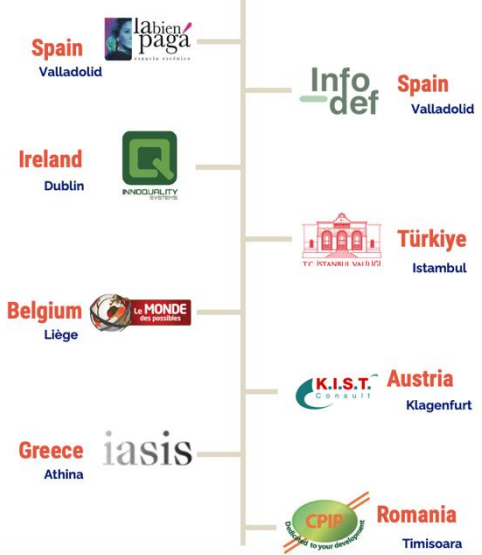 Spain
Valladolid
labien
pagá
espacio escénico
Info
def
Spain
Valladolid
Ireland
Dublin
INNOQUALITY
SYSTEMS
T.C. İSTANBUL VALİLİĞİ
Türkiye
Istambul
Belgium
Liège
Le MONDE
des possibles
K.I.S.T.
Consult
Austria
Klagenfurt
Greece
Athina
iasis
CPIP
Dedicated to your development
Romania
Timisoara